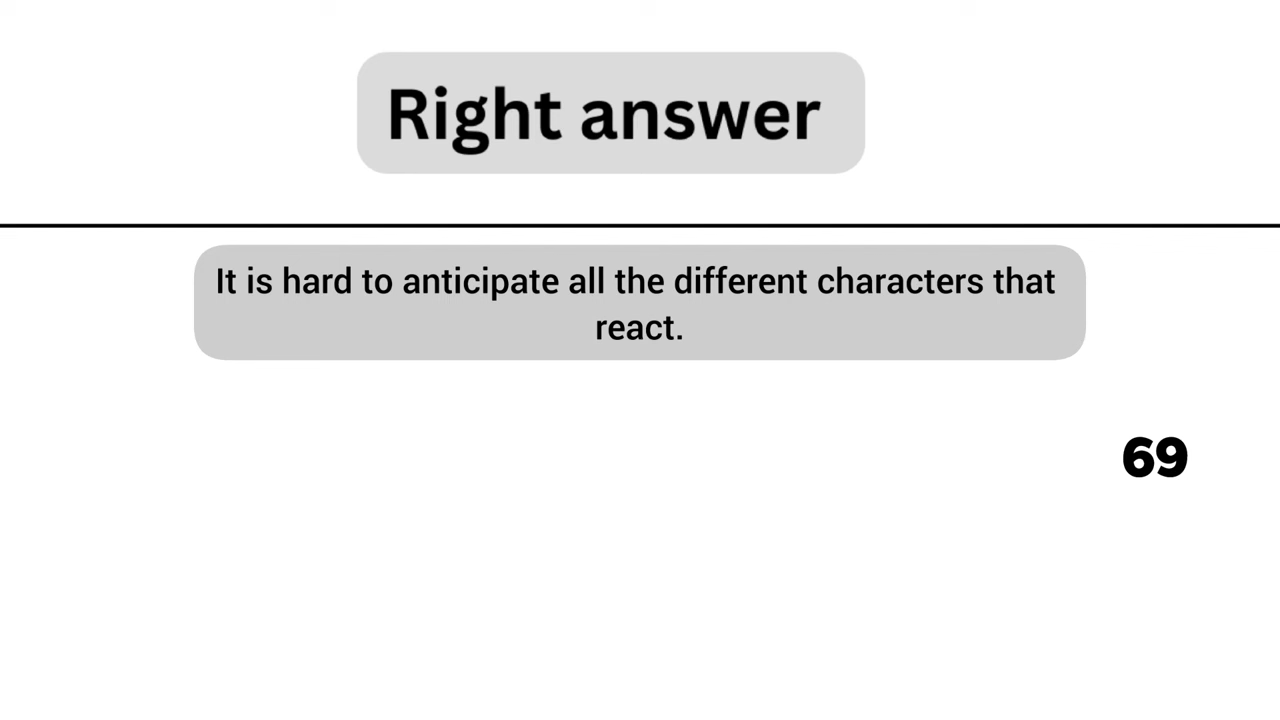 Right answer
It is hard to anticipate all the different characters that
react.
69